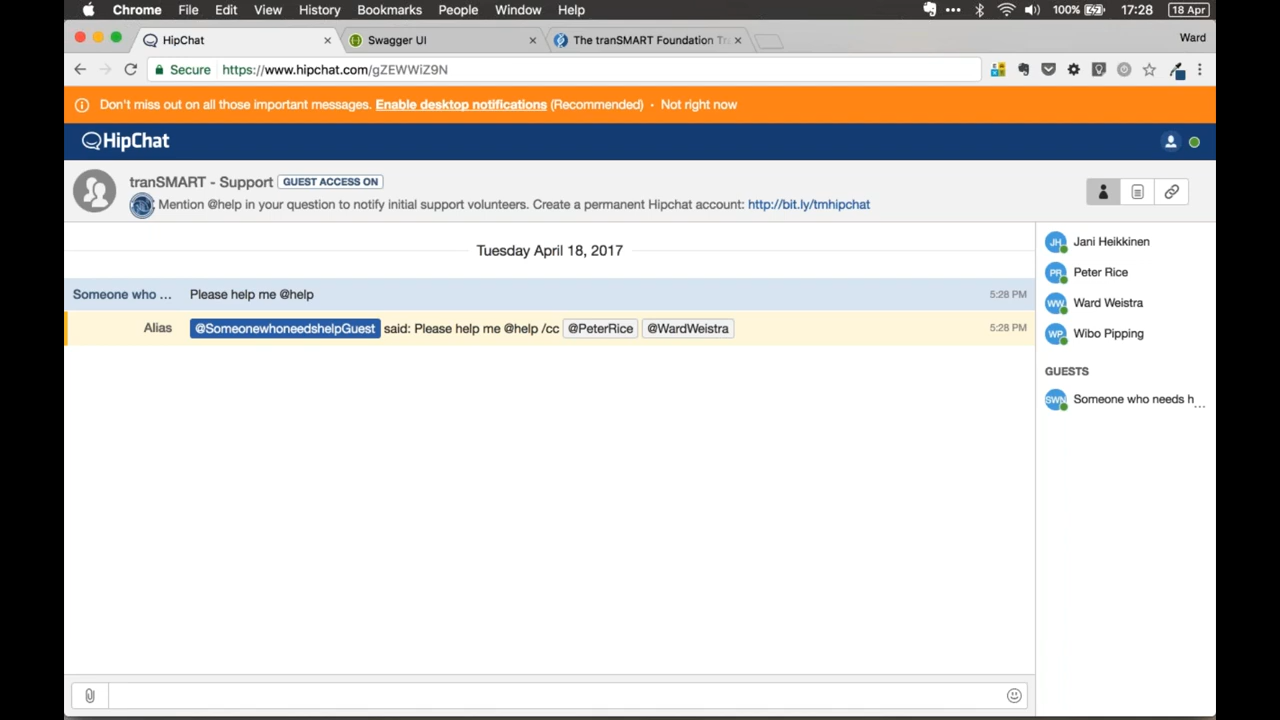 Chrome File Edit View History Bookmarks People Window Help 100% 17:28 18 Apr
HipChat Swagger UI The tranSMART Foundation Tr Ward
Secure https://www.hipchat.com/gZEWWiZ9N
Don't miss out on all those important messages. Enable desktop notifications (Recommended) · Not right now
HipChat
tranSMART - Support GUEST ACCESS ON
Mention @help in your question to notify initial support volunteers. Create a permanent Hipchat account: http://bit.ly/tmhipchat
Tuesday April 18, 2017
Someone who ... Please help me @help 5:28 PM
Alias @SomeonewhoneedshelpGuest said: Please help me @help /cc @PeterRice @WardWeistra 5:28 PM
JH Jani Heikkinen
PR Peter Rice
WW Ward Weistra
WP Wibo Pipping
GUESTS
SWN Someone who needs h...